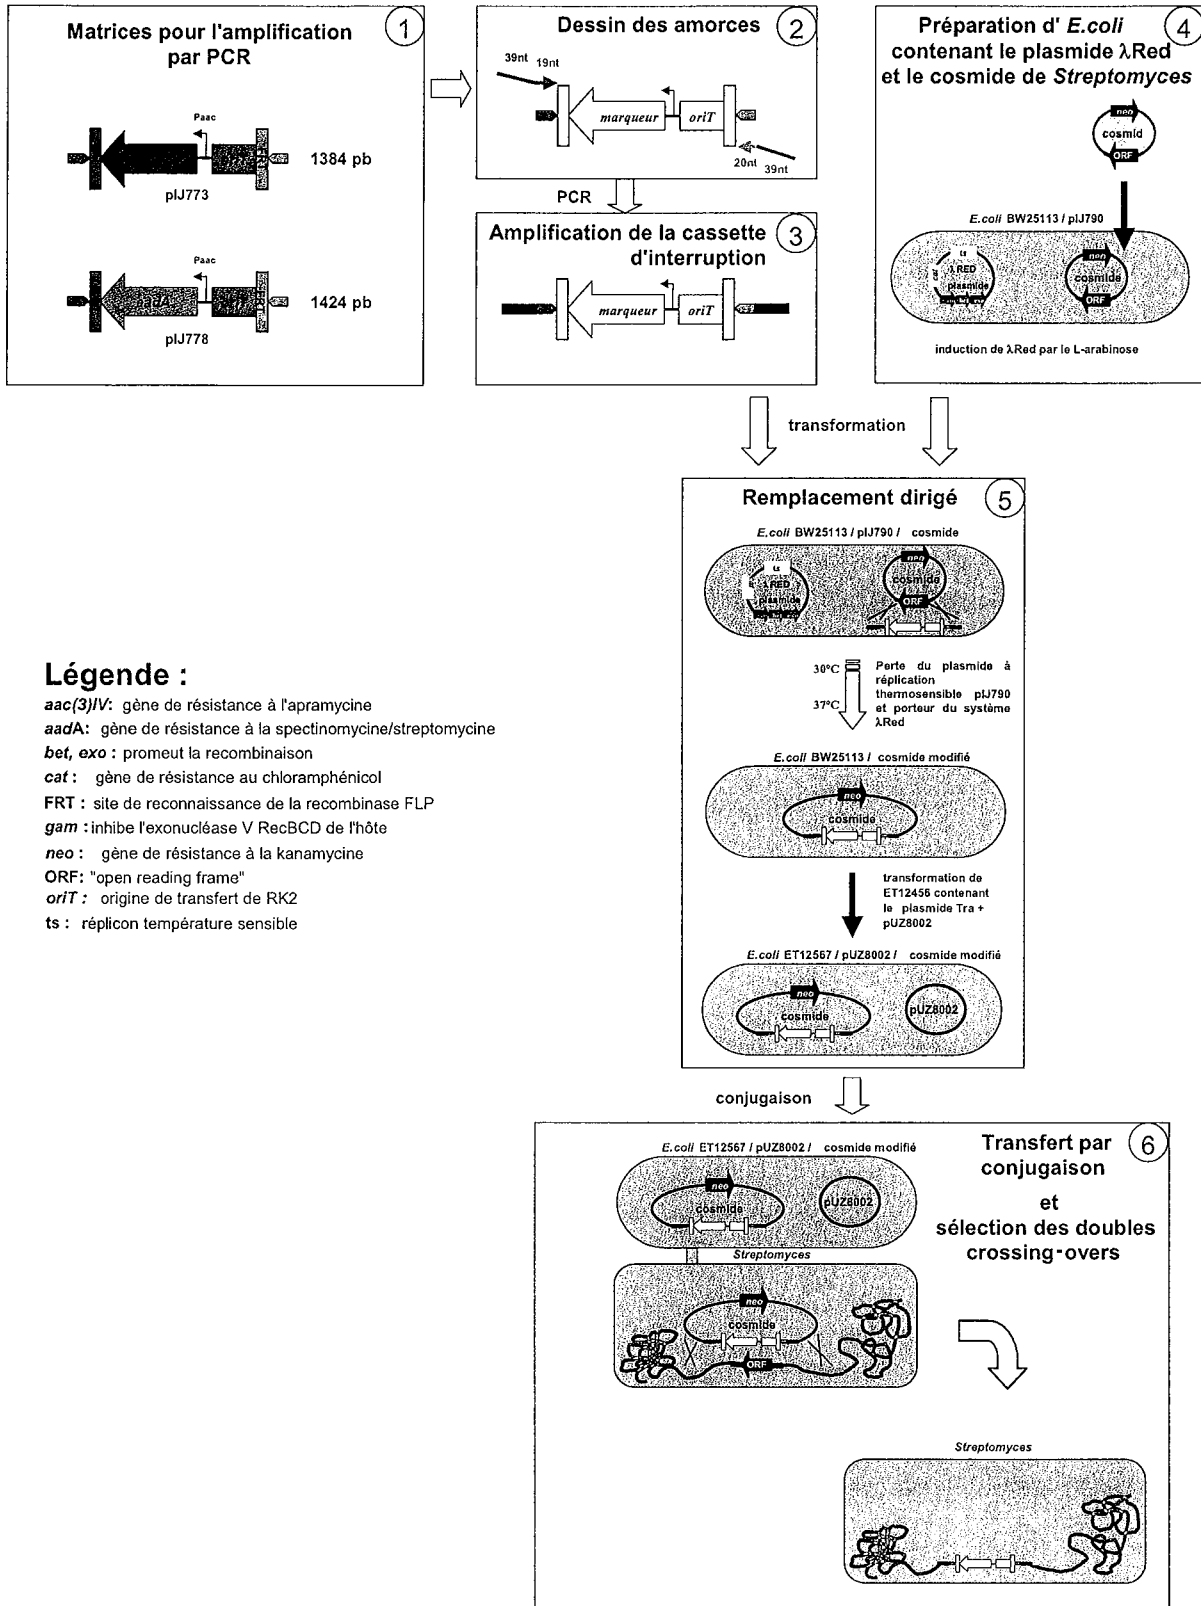 Matrices pour l'amplification
par PCR
1
Paac
FRT
1384 pb
pIJ773
Paac
aadA
FRT
1424 pb
pIJ778
Dessin des amorces
2
39nt
19nt
marqueur
oriT
20nt
39nt
PCR
Amplification de la cassette
d'interruption
3
marqueur
oriT
Préparation d' E.coli
contenant le plasmide λRed
et le cosmide de Streptomyces
4
neo
cosmid
ORF
E.coli BW25113 / pIJ790
ts
cat
λRED
plasmide
neo
cosmide
ORF
induction de λRed par le L-arabinose
transformation
Remplacement dirigé
5
E.coli BW25113 / pIJ790 / cosmide
ts
λRED
plasmide
neo
cosmide
ORF
30°C
37°C
Perte du plasmide à
réplication
thermosensible pIJ790
et porteur du système
λRed
E.coli BW25113 / cosmide modifié
neo
cosmide
transformation de
ET12456 contenant
le plasmide Tra +
pUZ8002
E.coli ET12567 / pUZ8002 / cosmide modifié
neo
cosmide
pUZ8002
Légende :
aac(3)IV: gène de résistance à l'apramycine
aadA: gène de résistance à la spectinomycine/streptomycine
bet, exo : promeut la recombinaison
cat : gène de résistance au chloramphénicol
FRT : site de reconnaissance de la recombinase FLP
gam : inhibe l'exonucléase V RecBCD de l'hôte
neo : gène de résistance à la kanamycine
ORF: "open reading frame"
oriT : origine de transfert de RK2
ts : réplicon température sensible
conjugaison
E.coli ET12567 / pUZ8002 / cosmide modifié
neo
cosmide
pUZ8002
Streptomyces
neo
cosmide
ORF
Transfert par
conjugaison
et
sélection des doubles
crossing-overs
6
Streptomyces